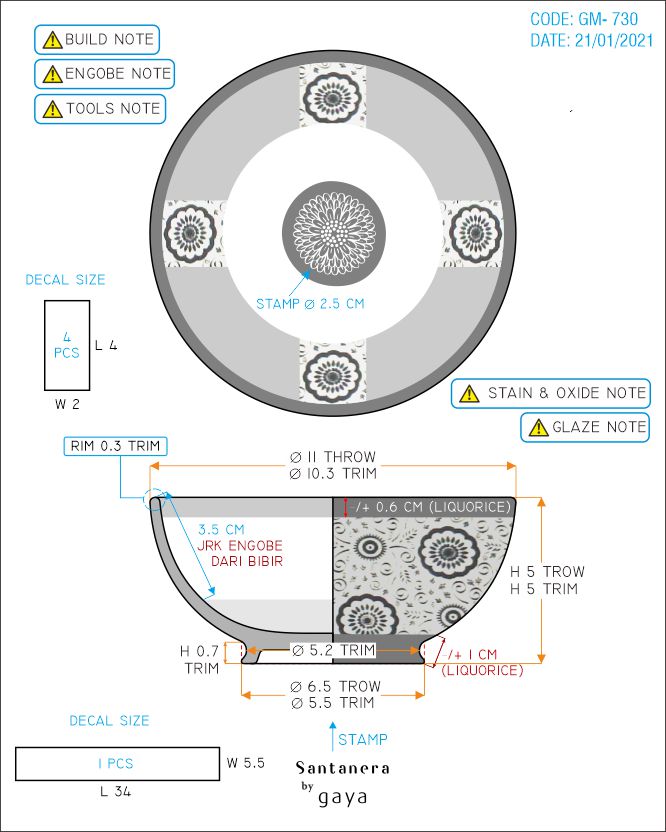 CODE: GM- 730
DATE: 21/01/2021
BUILD NOTE
ENGOBE NOTE
TOOLS NOTE
STAMP Ø 2.5 CM
DECAL SIZE
4
PCS
L 4
W 2
STAIN & OXIDE NOTE
GLAZE NOTE
RIM 0.3 TRIM
Ø 11 THROW
Ø 10.3 TRIM
-/+ 0.6 CM (LIQUORICE)
3.5 CM
JRK ENGOBE
DARI BIBIR
H 5 TROW
H 5 TRIM
H 0.7
TRIM
Ø 5.2 TRIM
-/+ 1 CM
(LIQUORICE)
Ø 6.5 TROW
Ø 5.5 TRIM
DECAL SIZE
1 PCS
W 5.5
L 34
STAMP
Santanera
by gaya